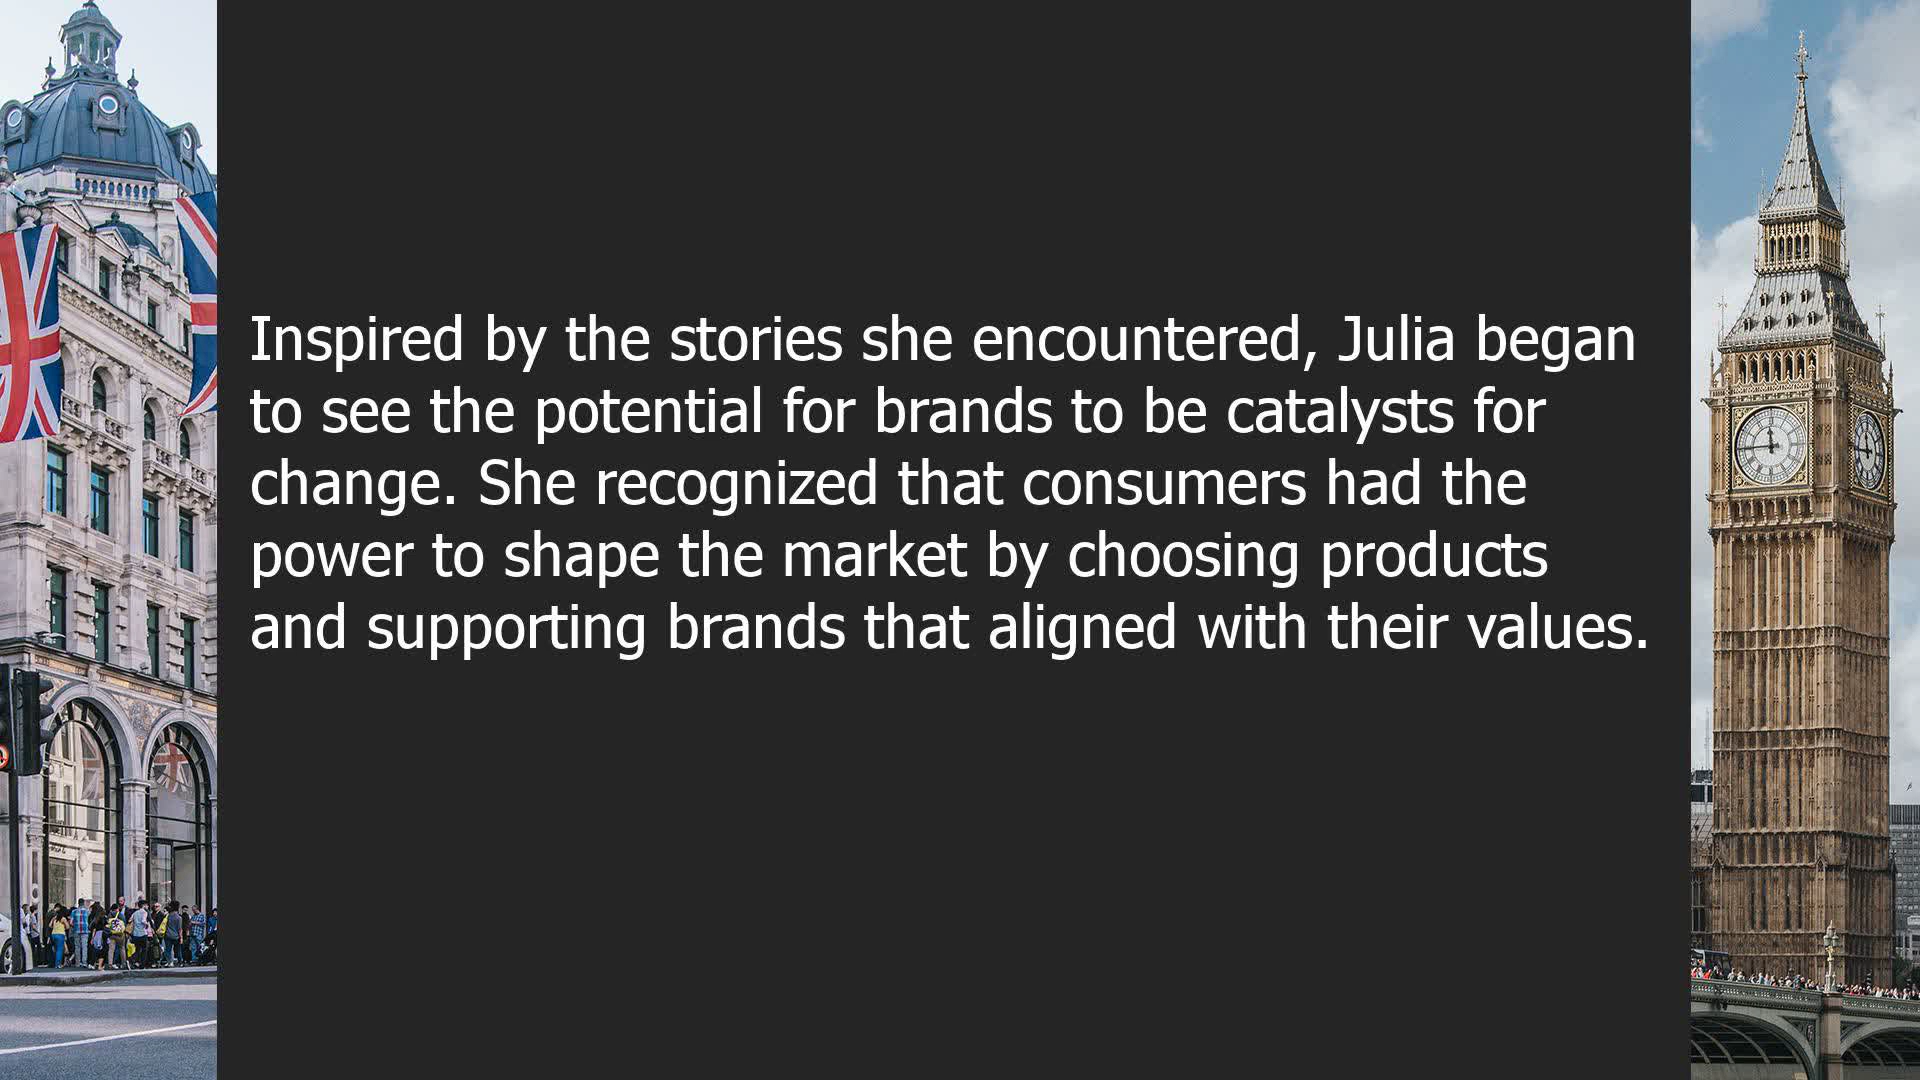 Inspired by the stories she encountered, Julia began
to see the potential for brands to be catalysts for
change. She recognized that consumers had the
power to shape the market by choosing products
and supporting brands that aligned with their values.